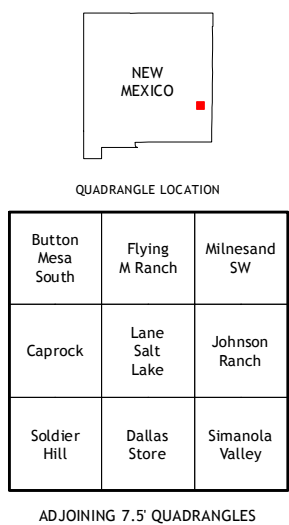 NEW
MEXICO
QUADRANGLE LOCATION
Button
Mesa
South
Flying
M Ranch
Milnesand
SW
Caprock
Lane
Salt
Lake
Johnson
Ranch
Soldier
Hill
Dallas
Store
Simanola
Valley
ADJOINING 7.5' QUADRANGLES